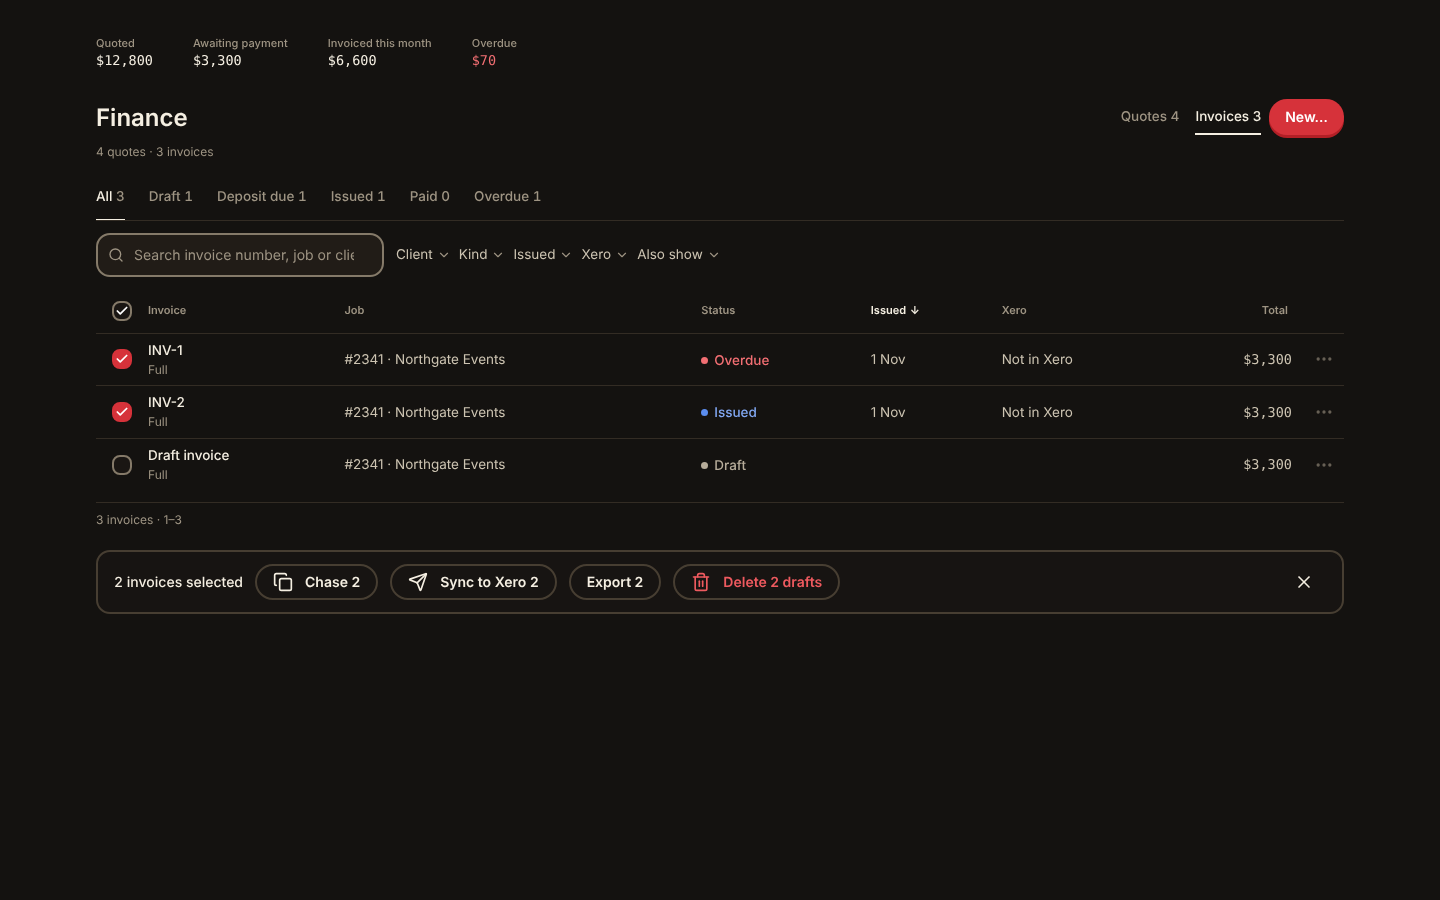 Quoted Awaiting payment Invoiced this month Overdue
$12,800 $3,300 $6,600 $70
Finance
Quotes 4 Invoices 3 New...
4 quotes · 3 invoices
All 3 Draft 1 Deposit due 1 Issued 1 Paid 0 Overdue 1
Search invoice number, job or clie Client Kind Issued Xero Also show
Invoice Job Status Issued ↓ Xero Total
INV-1
Full
#2341 · Northgate Events Overdue 1 Nov Not in Xero $3,300
INV-2
Full
#2341 · Northgate Events Issued 1 Nov Not in Xero $3,300
Draft invoice
Full
#2341 · Northgate Events Draft $3,300
3 invoices · 1–3
2 invoices selected Chase 2 Sync to Xero 2 Export 2 Delete 2 drafts